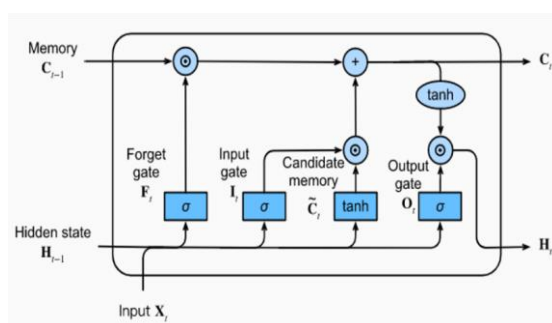 Memory
C_{t−1}
C_t
tanh
Forget
gate
F_t
Input
gate
I_t
Candidate
memory
C̃_t
Output
gate
O_t
σ
σ
tanh
σ
Hidden state
H_{t−1}
H_t
Input X_t